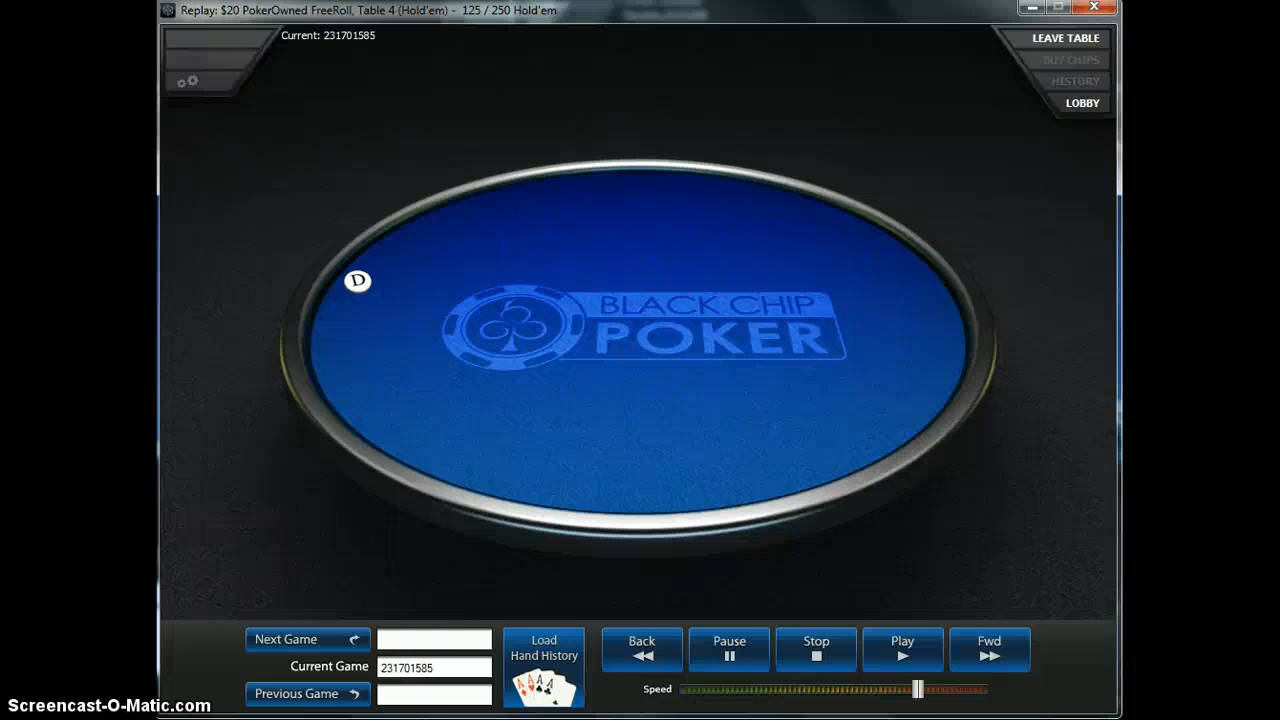 Replay: $20 PokerOwned FreeRoll, Table 4 (Hold'em) - 125 / 250 Hold'em
Current: 231701585
LEAVE TABLE
BUY CHIPS
HISTORY
LOBBY
D
BLACK CHIP
POKER
Next Game
Current Game 231701585
Previous Game
Load
Hand History
Back
Pause
Stop
Play
Fwd
Speed
Screencast-O-Matic.com